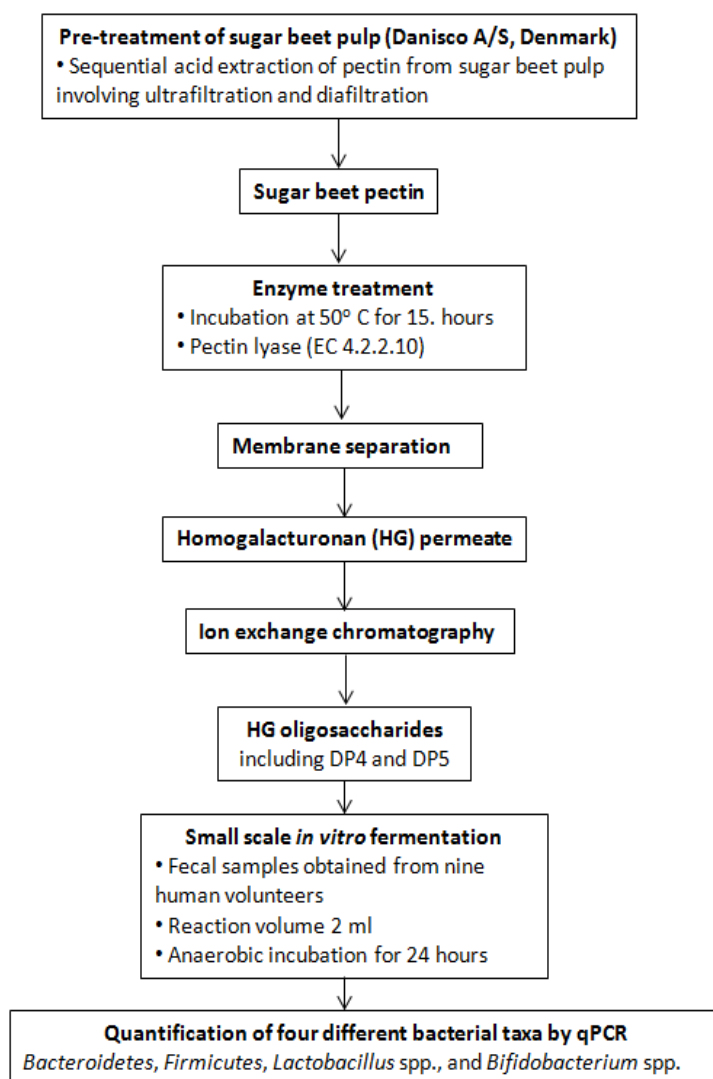 Pre-treatment of sugar beet pulp (Danisco A/S, Denmark)
• Sequential acid extraction of pectin from sugar beet pulp
involving ultrafiltration and diafiltration
Sugar beet pectin
Enzyme treatment
• Incubation at 50° C for 15. hours
• Pectin lyase (EC 4.2.2.10)
Membrane separation
Homogalacturonan (HG) permeate
Ion exchange chromatography
HG oligosaccharides
including DP4 and DP5
Small scale in vitro fermentation
• Fecal samples obtained from nine
human volunteers
• Reaction volume 2 ml
• Anaerobic incubation for 24 hours
Quantification of four different bacterial taxa by qPCR
Bacteroidetes, Firmicutes, Lactobacillus spp., and Bifidobacterium spp.